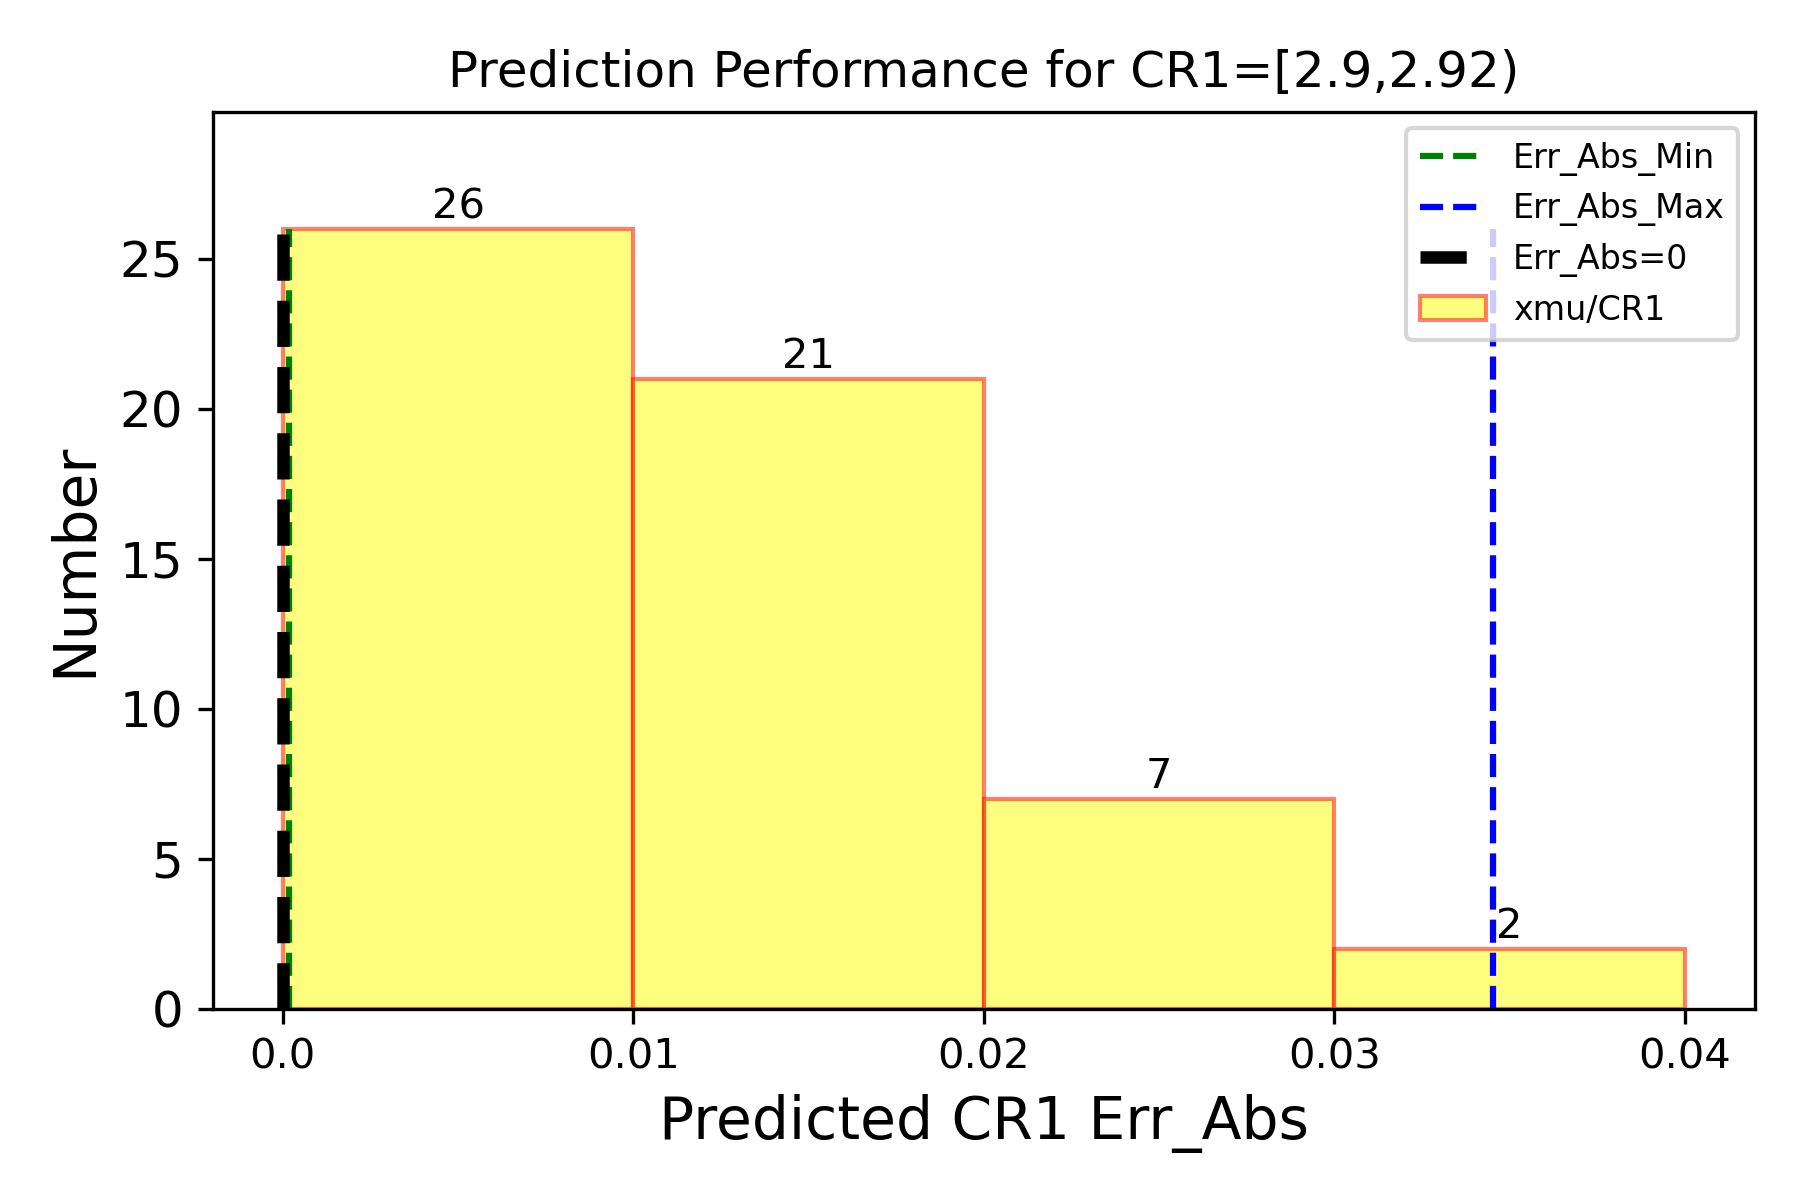 Prediction Performance for CR1=[2.9,2.92)
Err_Abs_Min
Err_Abs_Max
Err_Abs=0
xmu/CR1
26
21
7
2
25
20
15
10
5
0
Number
0.0
0.01
0.02
0.03
0.04
Predicted CR1 Err_Abs